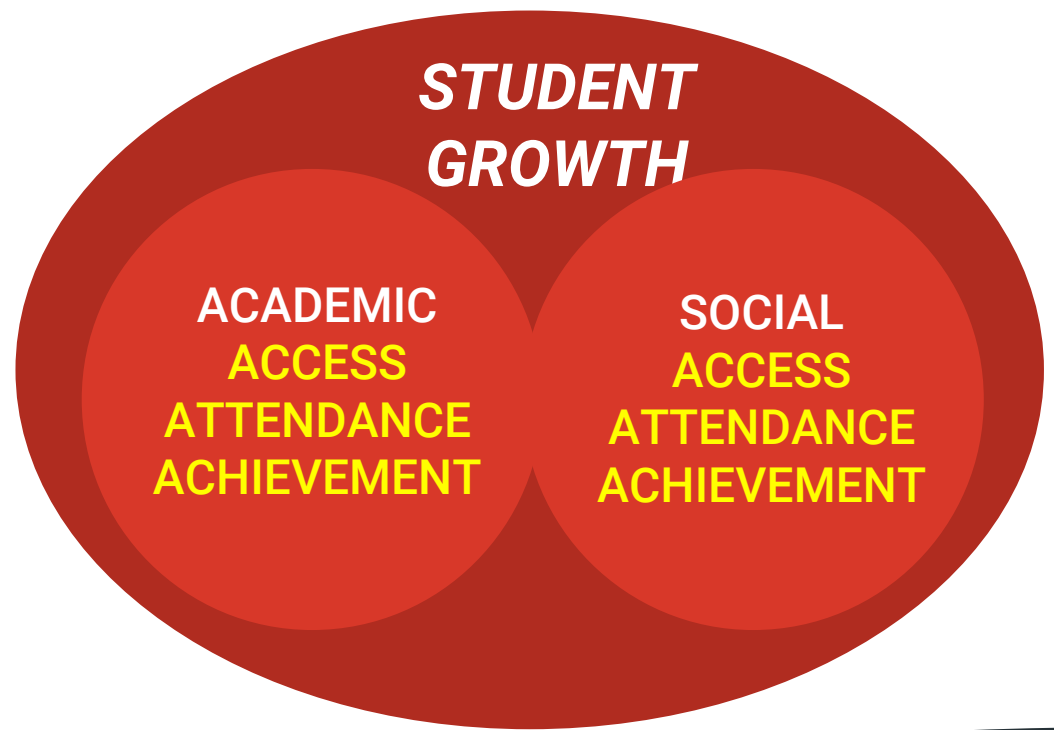 STUDENT
GROWTH
ACADEMIC
ACCESS
ATTENDANCE
ACHIEVEMENT
SOCIAL
ACCESS
ATTENDANCE
ACHIEVEMENT